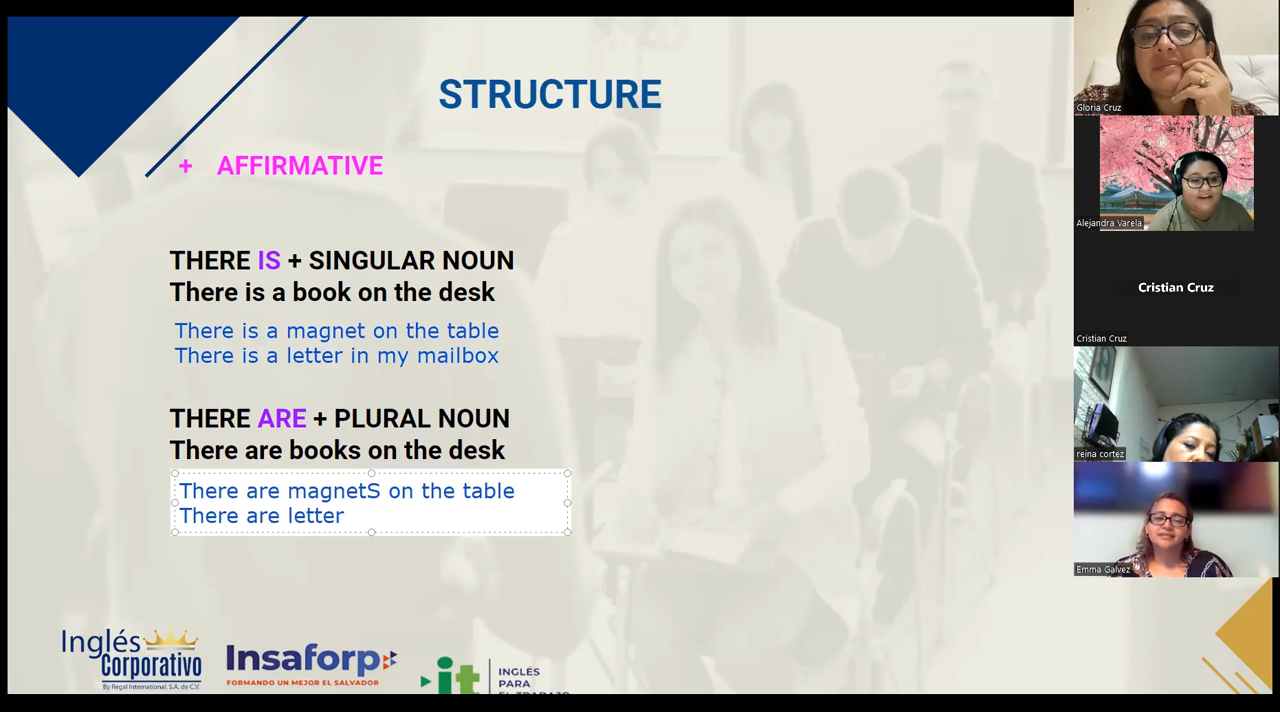 STRUCTURE
+ AFFIRMATIVE
THERE IS + SINGULAR NOUN
There is a book on the desk
There is a magnet on the table
There is a letter in my mailbox
THERE ARE + PLURAL NOUN
There are books on the desk
There are magnetS on the table
There are letter
Inglés
Corporativo
By Regal International, S.A. de C.V.
Insaforp
FORMANDO UN MEJOR EL SALVADOR
it
INGLÉS
PARA
EL TRABAJO
Gloria Cruz
Alejandra Varela
Cristian Cruz
Cristian Cruz
reina cortez
Emma Galvez